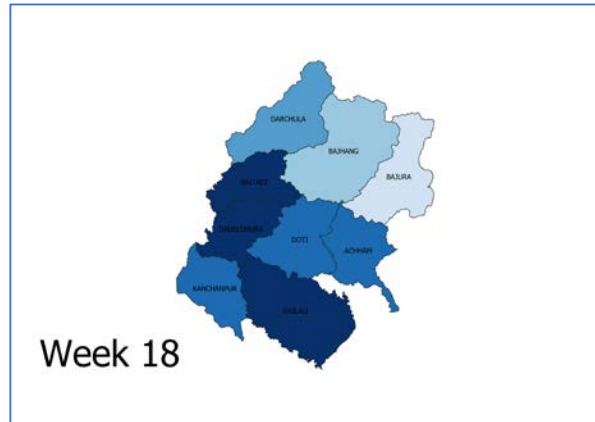 DARCHULA
BAJHANG
BAJURA
BAITADI
DADELDHURA
DOTI
ACHHAM
KANCHANPUR
KAILALI
Week 18